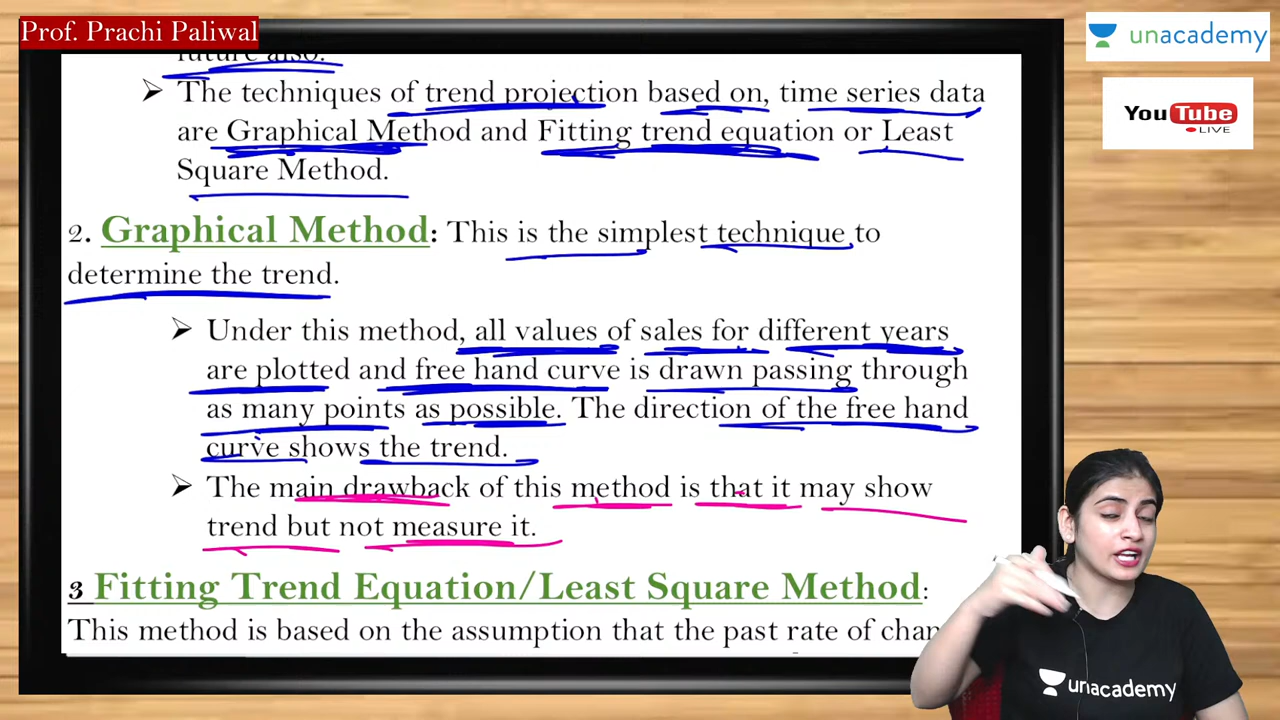 Prof. Prachi Paliwal
unacademy
YouTube
LIVE
future also.
➤ The techniques of trend projection based on, time series data
are Graphical Method and Fitting trend equation or Least
Square Method.
2. Graphical Method: This is the simplest technique to
determine the trend.
➤ Under this method, all values of sales for different years
are plotted and free hand curve is drawn passing through
as many points as possible. The direction of the free hand
curve shows the trend.
➤ The main drawback of this method is that it may show
trend but not measure it.
3 Fitting Trend Equation/Least Square Method:
This method is based on the assumption that the past rate of chan
unacademy